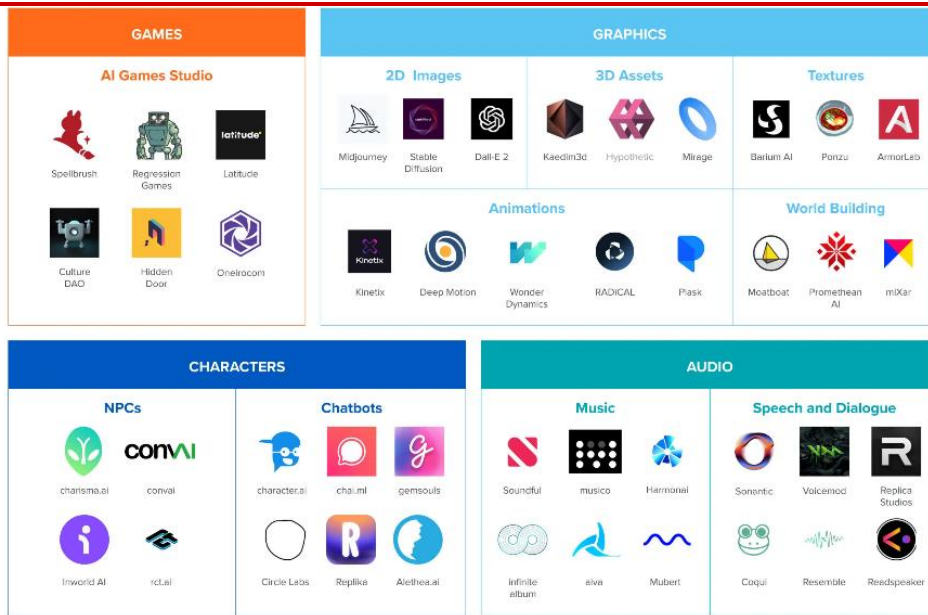 GAMES
AI Games Studio
Spellbrush
Regression
Games
latitude
Latitude
Culture
DAO
Hidden
Door
Oneirocom
GRAPHICS
2D Images
Midjourney
Stable
Diffusion
Dall-E 2
3D Assets
Kaedim3d
Hypothetic
Mirage
Textures
Barium AI
Ponzu
A
ArmorLab
Animations
Kinetix
Kinetix
Deep Motion
Wonder
Dynamics
RADICAL
Plask
World Building
Moatboat
Promethean
AI
mlXar
CHARACTERS
NPCs
charisma.ai
convAI
convai
Inworld AI
rct.ai
Chatbots
character.ai
chai.ml
g
gemsouls
Circle Labs
R
Replika
Alethea.ai
AUDIO
Music
Soundful
musico
Harmonai
infinite
album
aiva
Mubert
Speech and Dialogue
Sonantic
Voicemod
R
Replica
Studios
Coqui
Resemble
Readspeaker